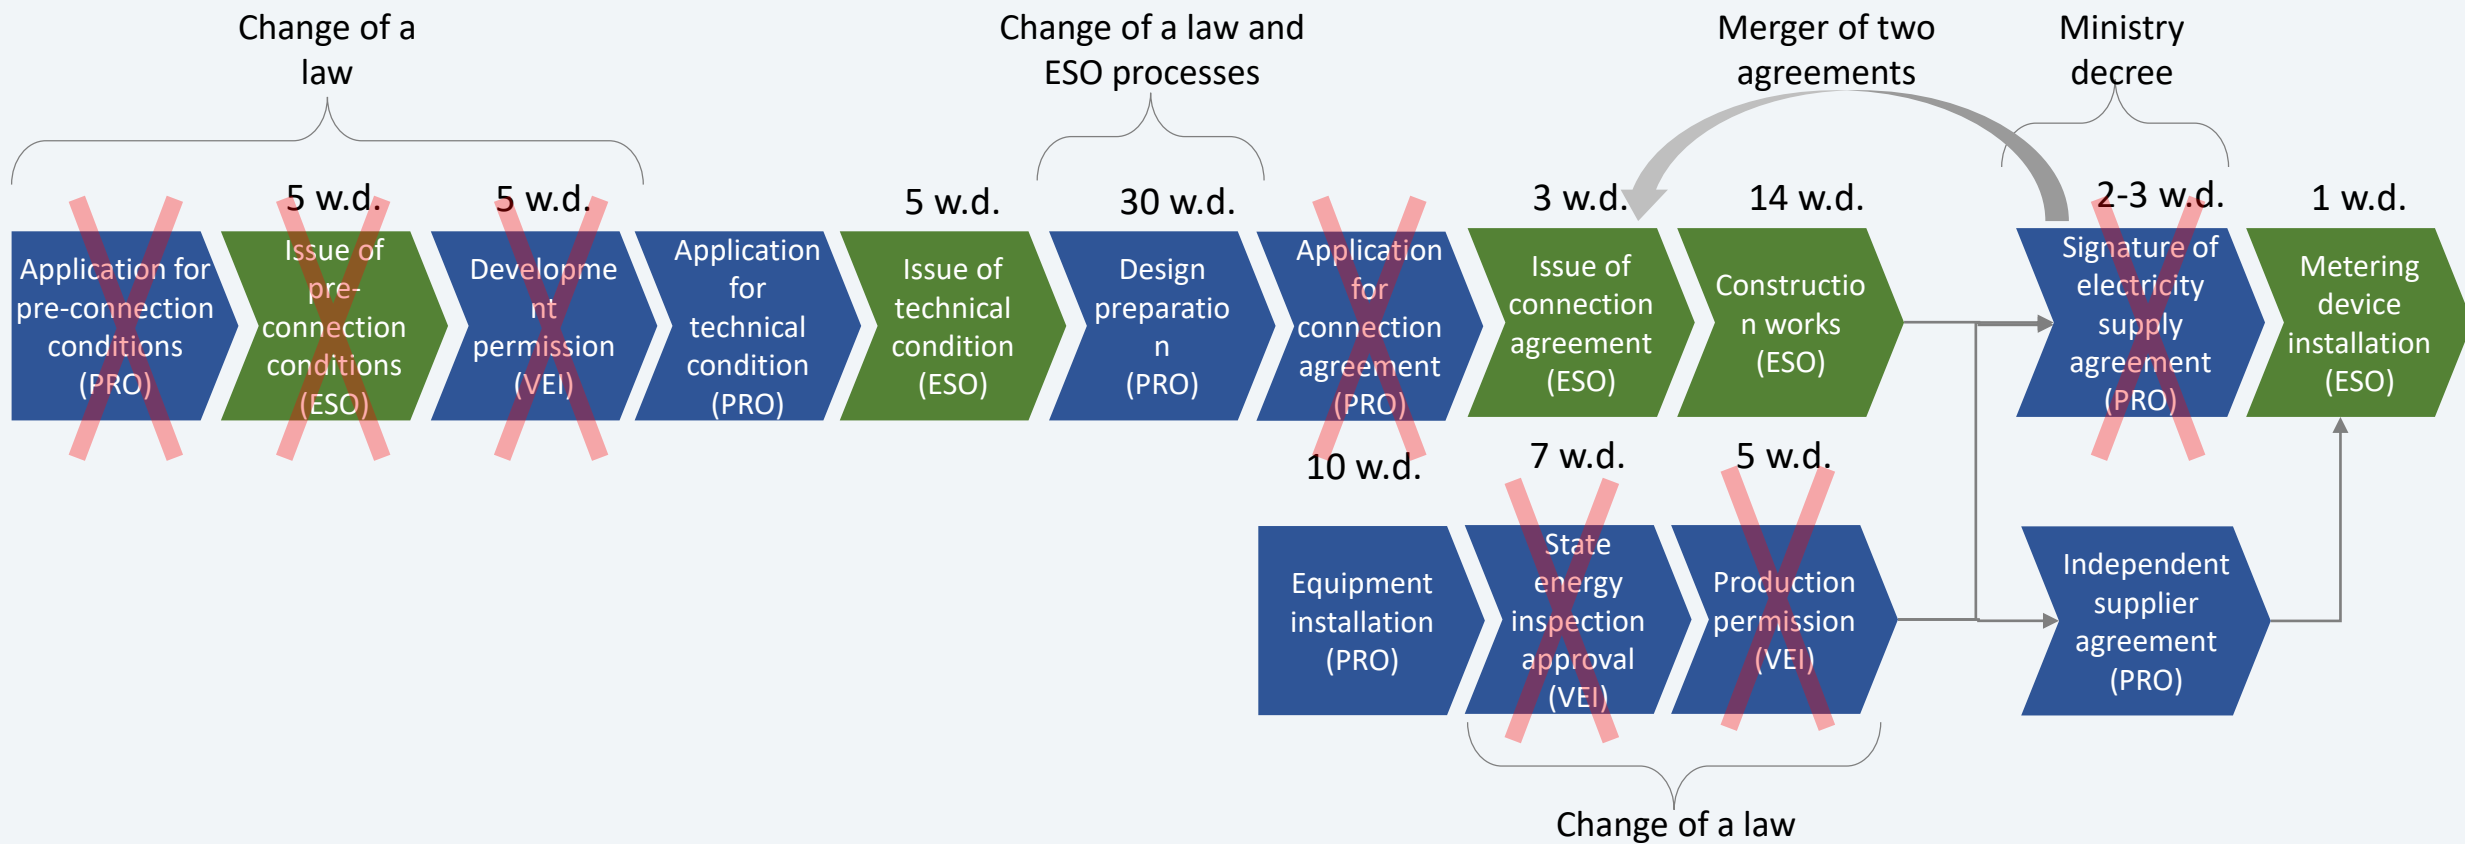 Change of a
law
Change of a law and
ESO processes
Merger of two
agreements
Ministry
decree
5 w.d.
5 w.d.
5 w.d.
30 w.d.
3 w.d.
14 w.d.
2-3 w.d.
1 w.d.
Application for
pre-connection
conditions
(PRO)
Issue of
pre-
connection
conditions
(ESO)
Developme
nt
permission
(VEI)
Application
for
technical
condition
(PRO)
Issue of
technical
condition
(ESO)
Design
preparatio
n
(PRO)
Application
for
connection
agreement
(PRO)
Issue of
connection
agreement
(ESO)
Constructio
n works
(ESO)
Signature of
electricity
supply
agreement
(PRO)
Metering
device
installation
(ESO)
10 w.d.
7 w.d.
5 w.d.
Equipment
installation
(PRO)
State
energy
inspection
approval
(VEI)
Production
permission
(VEI)
Independent
supplier
agreement
(PRO)
Change of a law